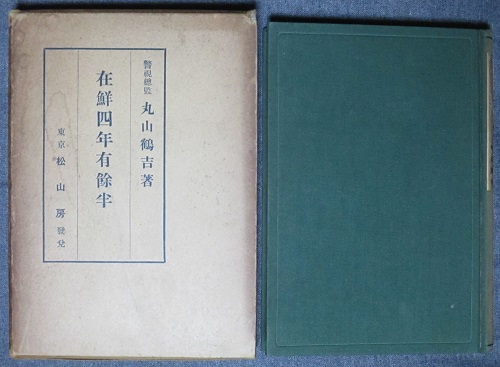 警視總監 丸山鶴吉著
在鮮四年有餘半
東京 松山房 發兌